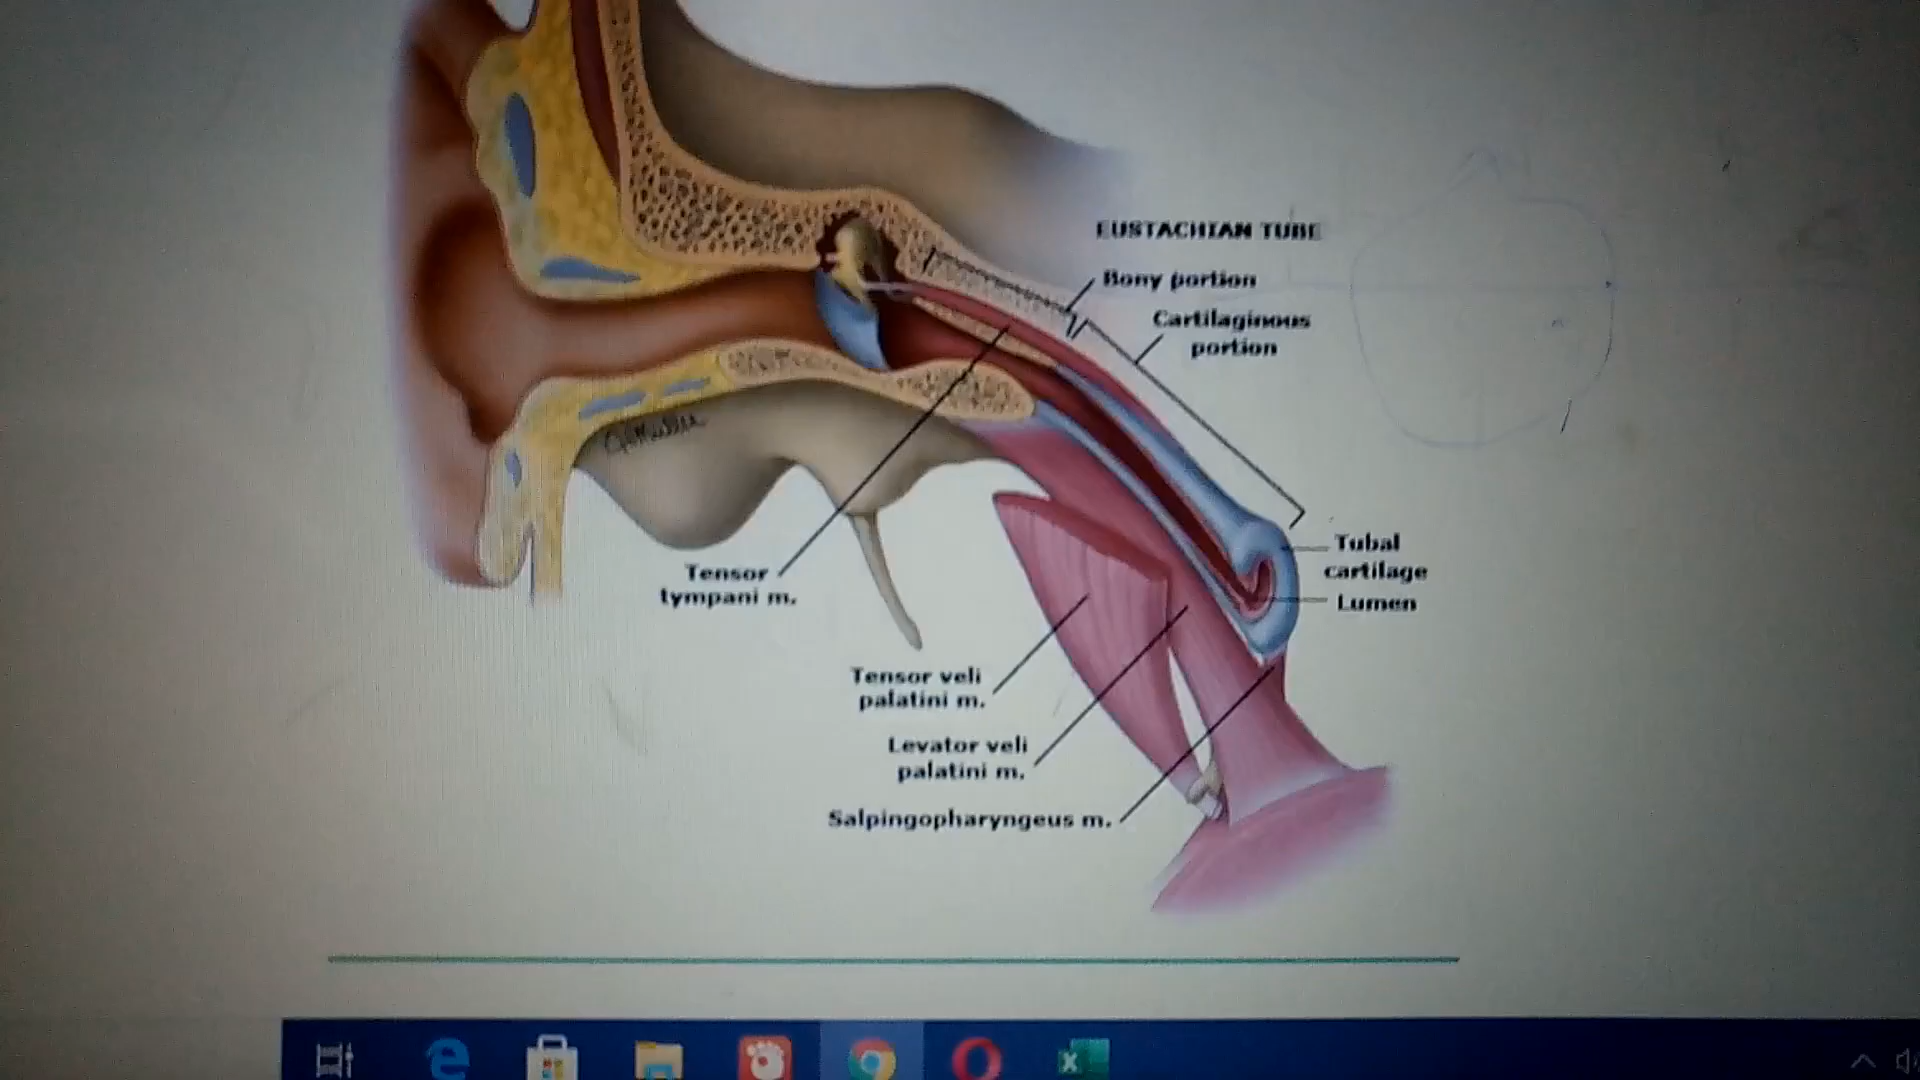 EUSTACHIAN TUBE
Bony portion
Cartilaginous
portion
Tubal
cartilage
Lumen
Tensor
tympani m.
Tensor veli
palatini m.
Levator veli
palatini m.
Salpingopharyngeus m.